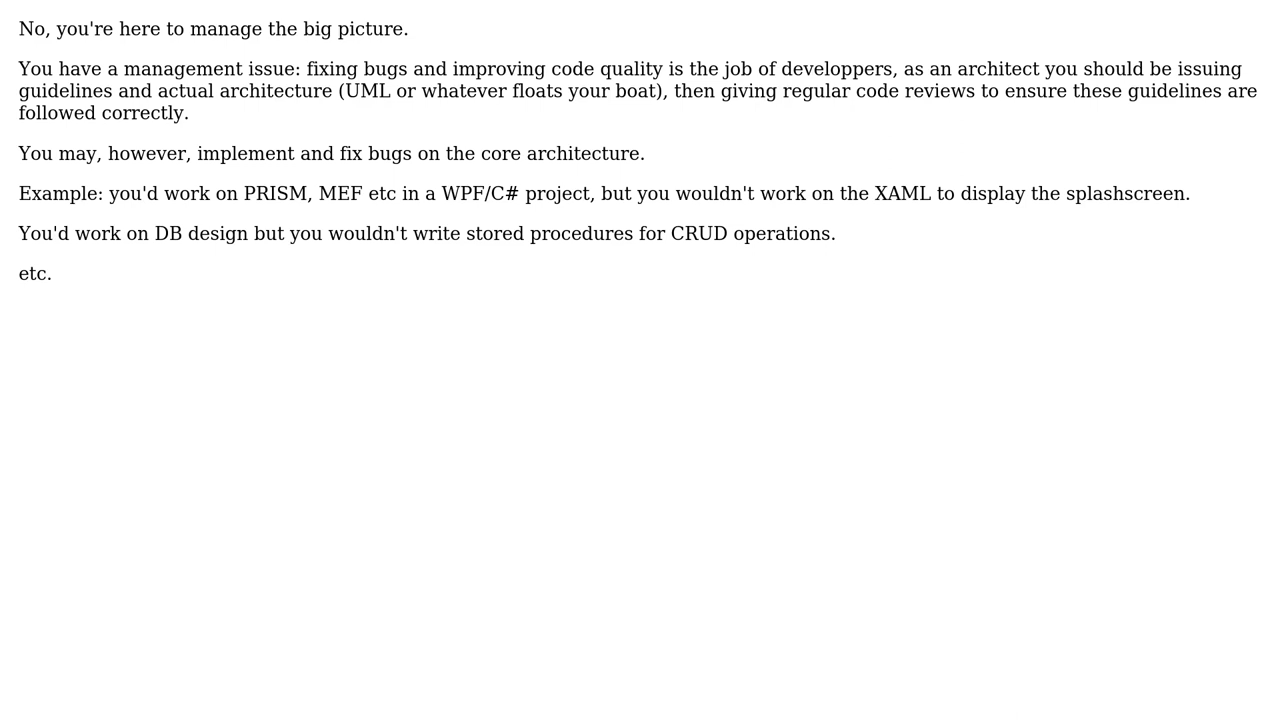 No, you're here to manage the big picture.
You have a management issue: fixing bugs and improving code quality is the job of developpers, as an architect you should be issuing
guidelines and actual architecture (UML or whatever floats your boat), then giving regular code reviews to ensure these guidelines are
followed correctly.
You may, however, implement and fix bugs on the core architecture.
Example: you'd work on PRISM, MEF etc in a WPF/C# project, but you wouldn't work on the XAML to display the splashscreen.
You'd work on DB design but you wouldn't write stored procedures for CRUD operations.
etc.